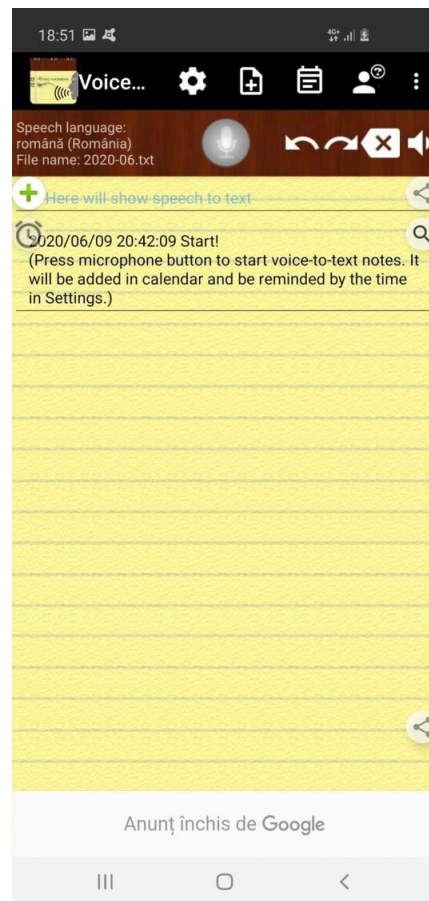 18:51
4G+
Voice...
Speech language:
română (România)
File name: 2020-06.txt
Here will show speech to text
2020/06/09 20:42:09 Start!
(Press microphone button to start voice-to-text notes. It
will be added in calendar and be reminded by the time
in Settings.)
Anunț închis de Google